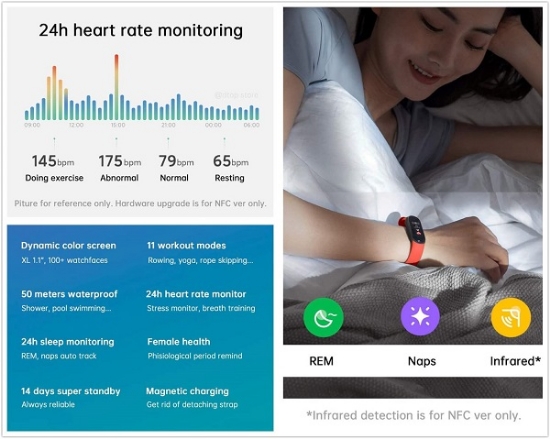 24h heart rate monitoring
09:00 12:00 15:00 21:00 00:00 06:00
145bpm 175bpm 79bpm 65bpm
Doing exercise Abnormal Normal Resting
Piture for reference only. Hardware upgrade is for NFC ver only.
Dynamic color screen
XL 1.1", 100+ watchfaces
11 workout modes
Rowing, yoga, rope skipping...
50 meters waterproof
Shower, pool swimming...
24h heart rate monitor
Stress monitor, breath training
24h sleep monitoring
REM, naps auto track
Female health
Phisiological period remind
14 days super standby
Always reliable
Magnetic charging
Get rid of detaching strap
REM Naps Infrared*
*Infrared detection is for NFC ver only.